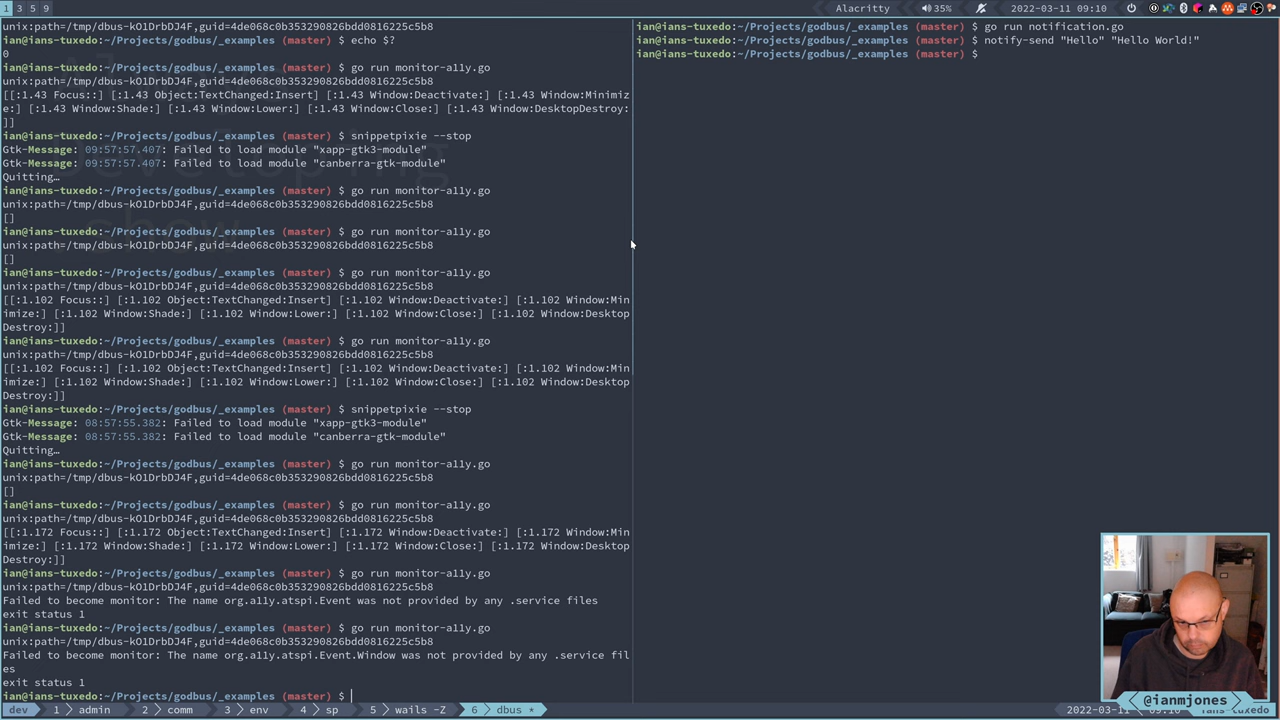 1 3 5 9
Alacritty 35% 2022-03-11 09:10
unix:path=/tmp/dbus-kO1DrbDJ4F,guid=4de068c0b353290826bdd0816225c5b8
ian@ians-tuxedo:~/Projects/godbus/_examples (master) $ echo $?
0
ian@ians-tuxedo:~/Projects/godbus/_examples (master) $ go run monitor-a11y.go
unix:path=/tmp/dbus-kO1DrbDJ4F,guid=4de068c0b353290826bdd0816225c5b8
[[:1.43 Focus::] [:1.43 Object:TextChanged:Insert] [:1.43 Window:Deactivate:] [:1.43 Window:Minimiz
e:] [:1.43 Window:Shade:] [:1.43 Window:Lower:] [:1.43 Window:Close:] [:1.43 Window:DesktopDestroy:
]]
ian@ians-tuxedo:~/Projects/godbus/_examples (master) $ snippetpixie --stop
Gtk-Message: 09:57:57.407: Failed to load module "xapp-gtk3-module"
Gtk-Message: 09:57:57.407: Failed to load module "canberra-gtk-module"
Quitting…
ian@ians-tuxedo:~/Projects/godbus/_examples (master) $ go run monitor-a11y.go
unix:path=/tmp/dbus-kO1DrbDJ4F,guid=4de068c0b353290826bdd0816225c5b8
[]
ian@ians-tuxedo:~/Projects/godbus/_examples (master) $ go run monitor-a11y.go
unix:path=/tmp/dbus-kO1DrbDJ4F,guid=4de068c0b353290826bdd0816225c5b8
[]
ian@ians-tuxedo:~/Projects/godbus/_examples (master) $ go run monitor-a11y.go
unix:path=/tmp/dbus-kO1DrbDJ4F,guid=4de068c0b353290826bdd0816225c5b8
[[:1.102 Focus::] [:1.102 Object:TextChanged:Insert] [:1.102 Window:Deactivate:] [:1.102 Window:Min
imize:] [:1.102 Window:Shade:] [:1.102 Window:Lower:] [:1.102 Window:Close:] [:1.102 Window:Desktop
Destroy:]]
ian@ians-tuxedo:~/Projects/godbus/_examples (master) $ go run monitor-a11y.go
unix:path=/tmp/dbus-kO1DrbDJ4F,guid=4de068c0b353290826bdd0816225c5b8
[[:1.102 Focus::] [:1.102 Object:TextChanged:Insert] [:1.102 Window:Deactivate:] [:1.102 Window:Min
imize:] [:1.102 Window:Shade:] [:1.102 Window:Lower:] [:1.102 Window:Close:] [:1.102 Window:Desktop
Destroy:]]
ian@ians-tuxedo:~/Projects/godbus/_examples (master) $ snippetpixie --stop
Gtk-Message: 08:57:55.382: Failed to load module "xapp-gtk3-module"
Gtk-Message: 08:57:55.382: Failed to load module "canberra-gtk-module"
Quitting…
ian@ians-tuxedo:~/Projects/godbus/_examples (master) $ go run monitor-a11y.go
unix:path=/tmp/dbus-kO1DrbDJ4F,guid=4de068c0b353290826bdd0816225c5b8
[]
ian@ians-tuxedo:~/Projects/godbus/_examples (master) $ go run monitor-a11y.go
unix:path=/tmp/dbus-kO1DrbDJ4F,guid=4de068c0b353290826bdd0816225c5b8
[[:1.172 Focus::] [:1.172 Object:TextChanged:Insert] [:1.172 Window:Deactivate:] [:1.172 Window:Min
imize:] [:1.172 Window:Shade:] [:1.172 Window:Lower:] [:1.172 Window:Close:] [:1.172 Window:Desktop
Destroy:]]
ian@ians-tuxedo:~/Projects/godbus/_examples (master) $ go run monitor-a11y.go
unix:path=/tmp/dbus-kO1DrbDJ4F,guid=4de068c0b353290826bdd0816225c5b8
Failed to become monitor: The name org.a11y.atspi.Event was not provided by any .service files
exit status 1
ian@ians-tuxedo:~/Projects/godbus/_examples (master) $ go run monitor-a11y.go
unix:path=/tmp/dbus-kO1DrbDJ4F,guid=4de068c0b353290826bdd0816225c5b8
Failed to become monitor: The name org.a11y.atspi.Event.Window was not provided by any .service fil
es
exit status 1
ian@ians-tuxedo:~/Projects/godbus/_examples (master) $
ian@ians-tuxedo:~/Projects/godbus/_examples (master) $ go run notification.go
ian@ians-tuxedo:~/Projects/godbus/_examples (master) $ notify-send "Hello" "Hello World!"
ian@ians-tuxedo:~/Projects/godbus/_examples (master) $
@ianmjones
dev 1 admin 2 comm 3 env 4 sp 5 wails -Z 6 dbus * 2022-03-11